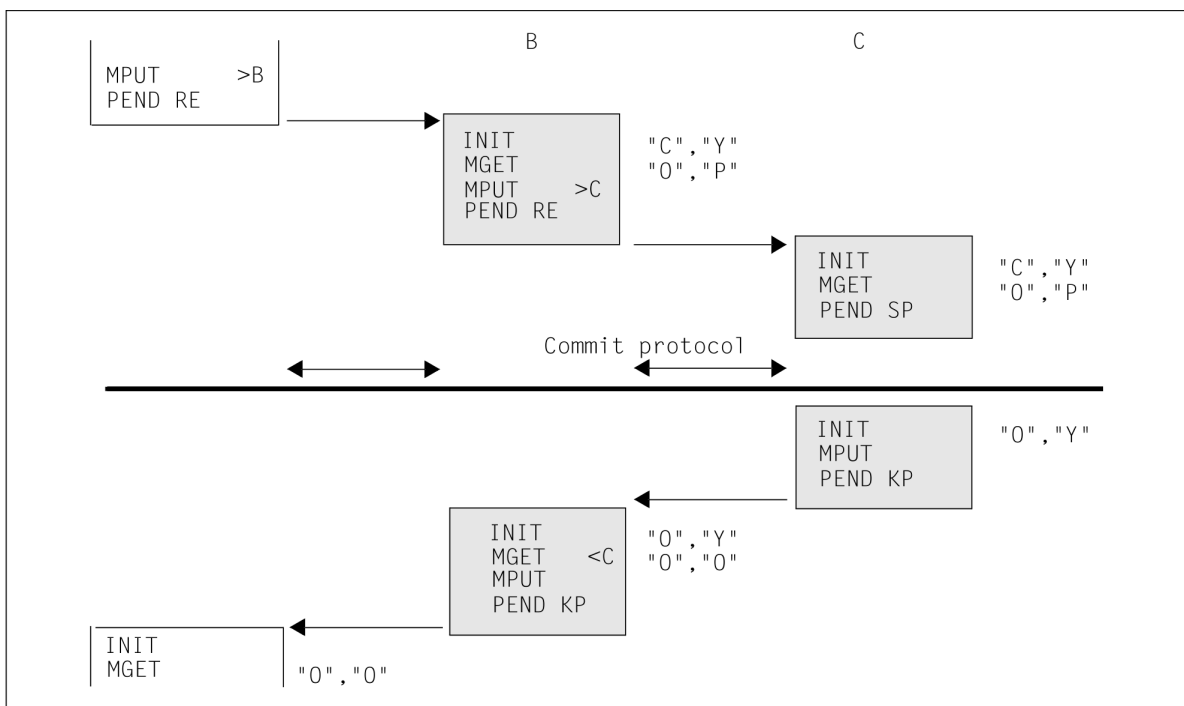 B C
MPUT >B
PEND RE
INIT
MGET
MPUT >C
PEND RE
"C","Y"
"O","P"
INIT
MGET
PEND SP
"C","Y"
"O","P"
Commit protocol
INIT
MPUT
PEND KP
"O","Y"
INIT
MGET <C
MPUT
PEND KP
"O","Y"
"O","O"
INIT
MGET
"O","O"